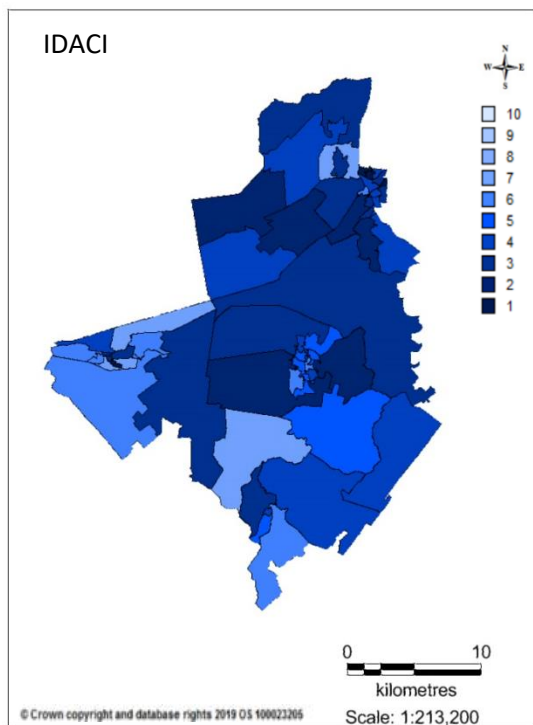 IDACI
N
W E
S
10
9
8
7
6
5
4
3
2
1
0 10
kilometres
Scale: 1:213,200
© Crown copyright and database rights 2019 OS 100023205